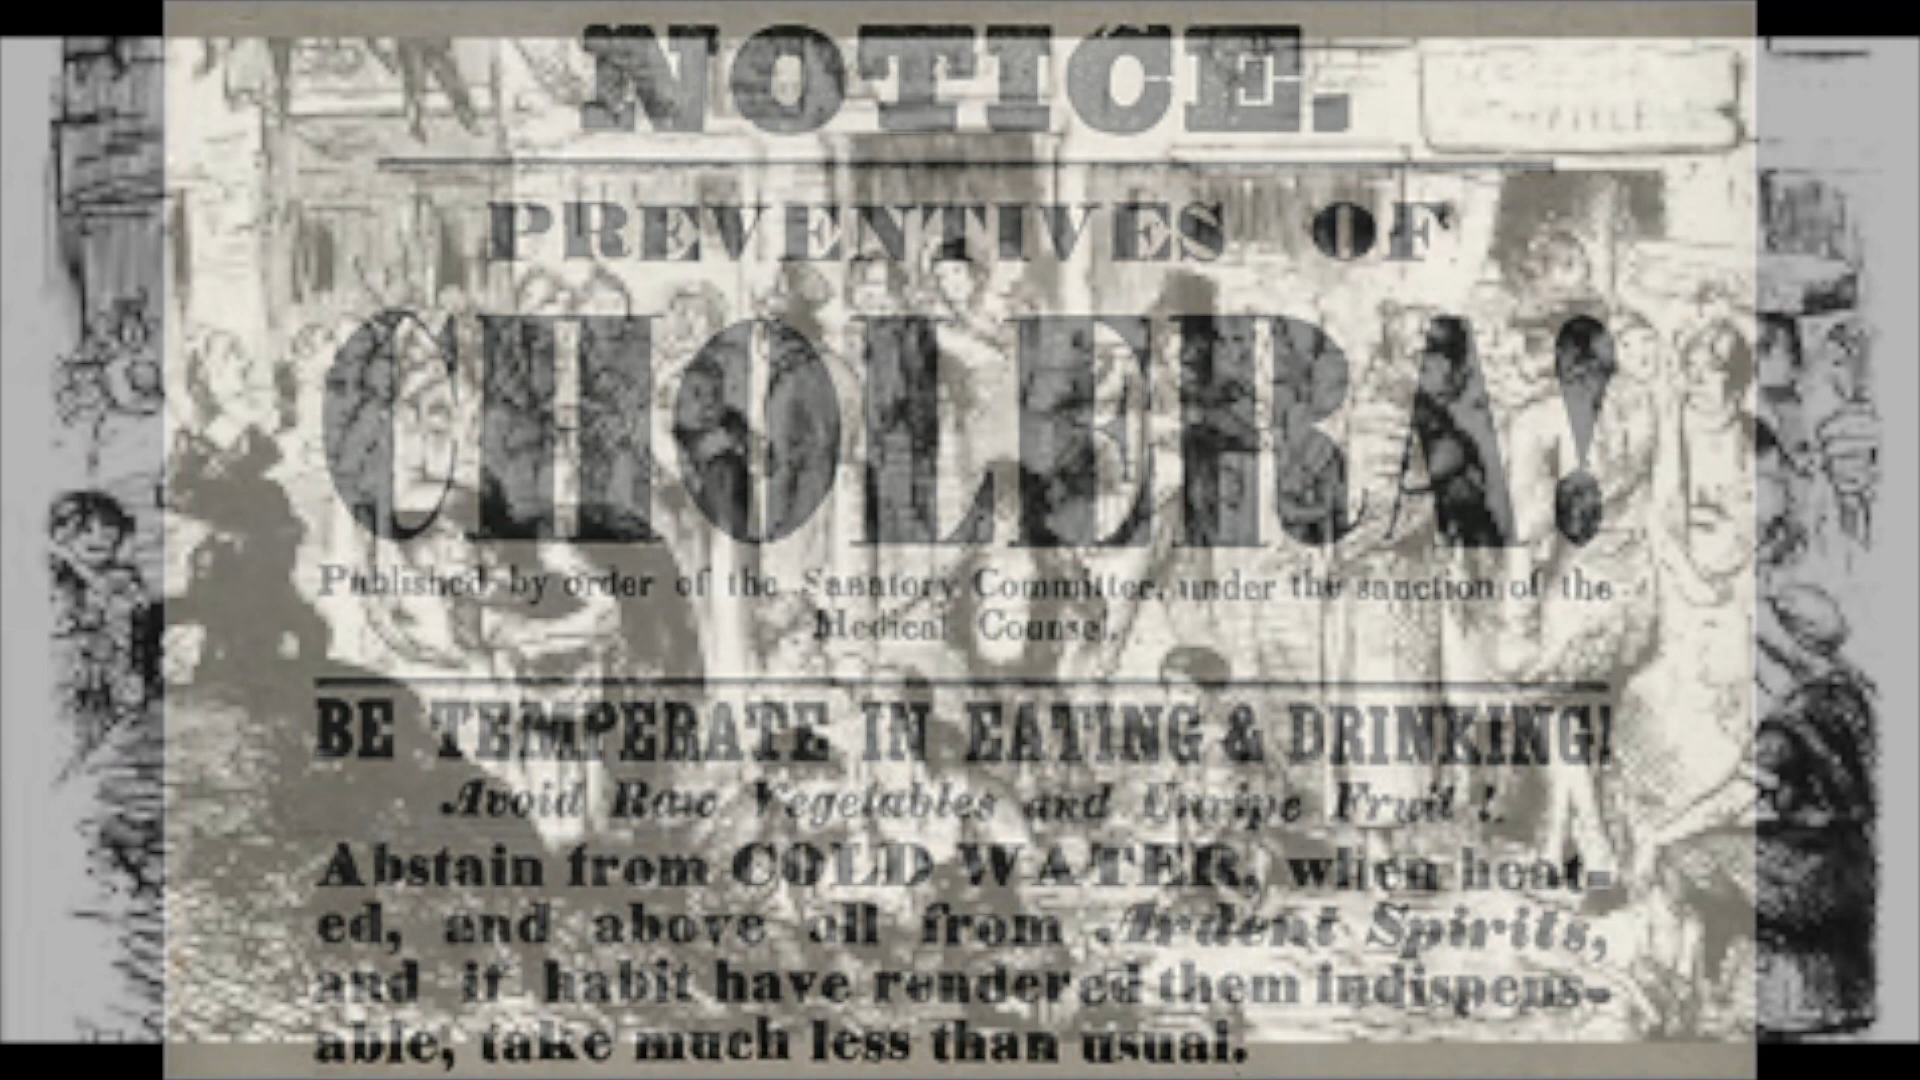 NOTICE.
PREVENTIVES OF
CHOLERA!
Published by order of the Sanatory Committee, under the sanction of the
Medical Counsel.
BE TEMPERATE IN EATING & DRINKING!
Avoid Raw Vegetables and Unripe Fruit!
Abstain from COLD WATER, when heat-
ed, and above all from Ardent Spirits,
and if habit have rendered them indispens-
able, take much less than usual.